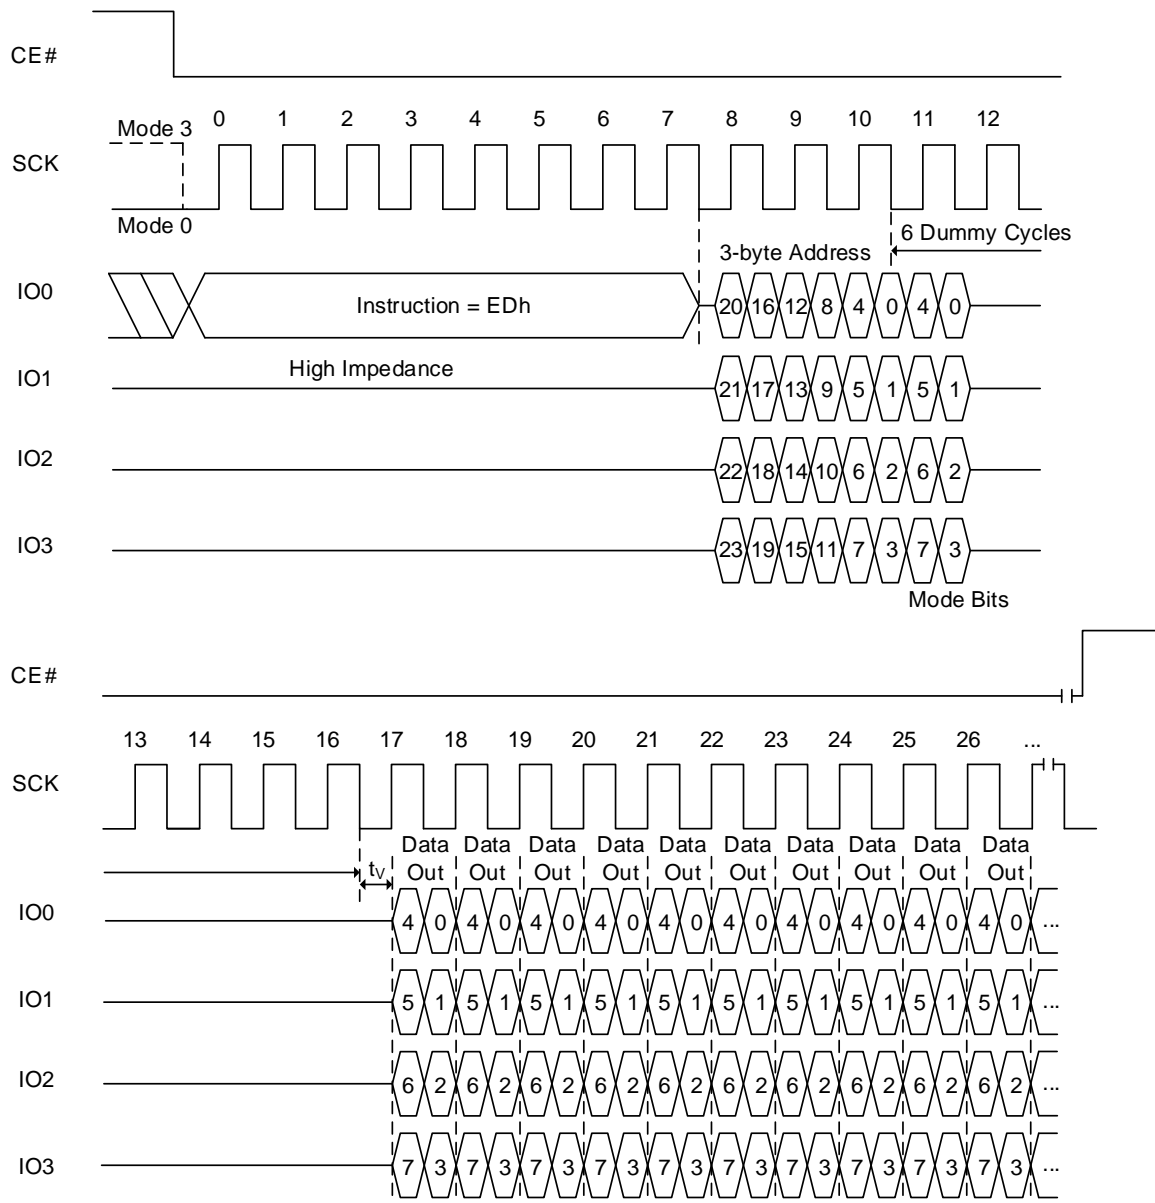 CE#
Mode 3 0 1 2 3 4 5 6 7 8 9 10 11 12
SCK
Mode 0
6 Dummy Cycles
3-byte Address
IO0 Instruction = EDh 20 16 12 8 4 0 4 0
High Impedance
IO1 21 17 13 9 5 1 5 1
IO2 22 18 14 10 6 2 6 2
IO3 23 19 15 11 7 3 7 3
Mode Bits
CE#
13 14 15 16 17 18 19 20 21 22 23 24 25 26 ...
SCK
Data Data Data Data Data Data Data Data Data Data
tV Out Out Out Out Out Out Out Out Out Out
IO0 4 0 4 0 4 0 4 0 4 0 4 0 4 0 4 0 4 0 4 0 ...
IO1 5 1 5 1 5 1 5 1 5 1 5 1 5 1 5 1 5 1 5 1 ...
IO2 6 2 6 2 6 2 6 2 6 2 6 2 6 2 6 2 6 2 6 2 ...
IO3 7 3 7 3 7 3 7 3 7 3 7 3 7 3 7 3 7 3 7 3 ...